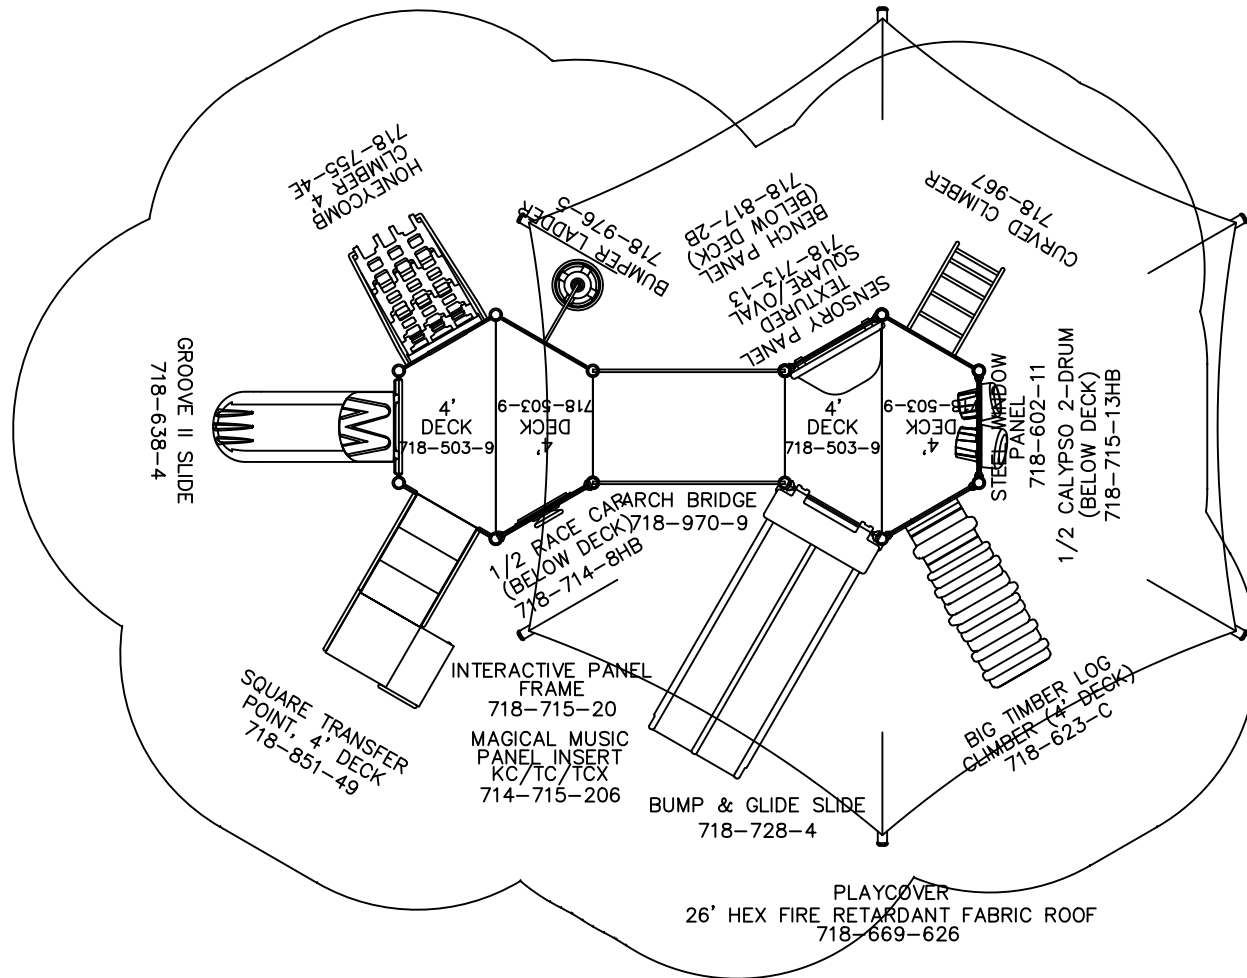 HONEYCOMB
CLIMBER 4'
718-755-4E
BUMPER LADDER
718-976-5
BENCH PANEL
(BELOW DECK)
718-817-2B
SENSORY PANEL
TEXTURED
SQUARE/OVAL
718-713-13
CURVED CLIMBER
718-967
GROOVE II SLIDE
718-638-4
4'
DECK
718-503-9
4'
DECK
718-503-9
4'
DECK
718-503-9
4'
DECK
718-503-9
STEEL WINDOW
PANEL
718-602-11
1/2 CALYPSO 2-DRUM
(BELOW DECK)
718-715-13HB
ARCH BRIDGE
718-970-9
1/2 RACE CAR
(BELOW DECK)
718-714-8HB
SQUARE TRANSFER
POINT, 4' DECK
718-851-49
INTERACTIVE PANEL
FRAME
718-715-20
MAGICAL MUSIC
PANEL INSERT
KC/TC/TCX
714-715-206
BUMP & GLIDE SLIDE
718-728-4
BIG TIMBER LOG
CLIMBER (4' DECK)
718-623-C
PLAYCOVER
26' HEX FIRE RETARDANT FABRIC ROOF
718-669-626